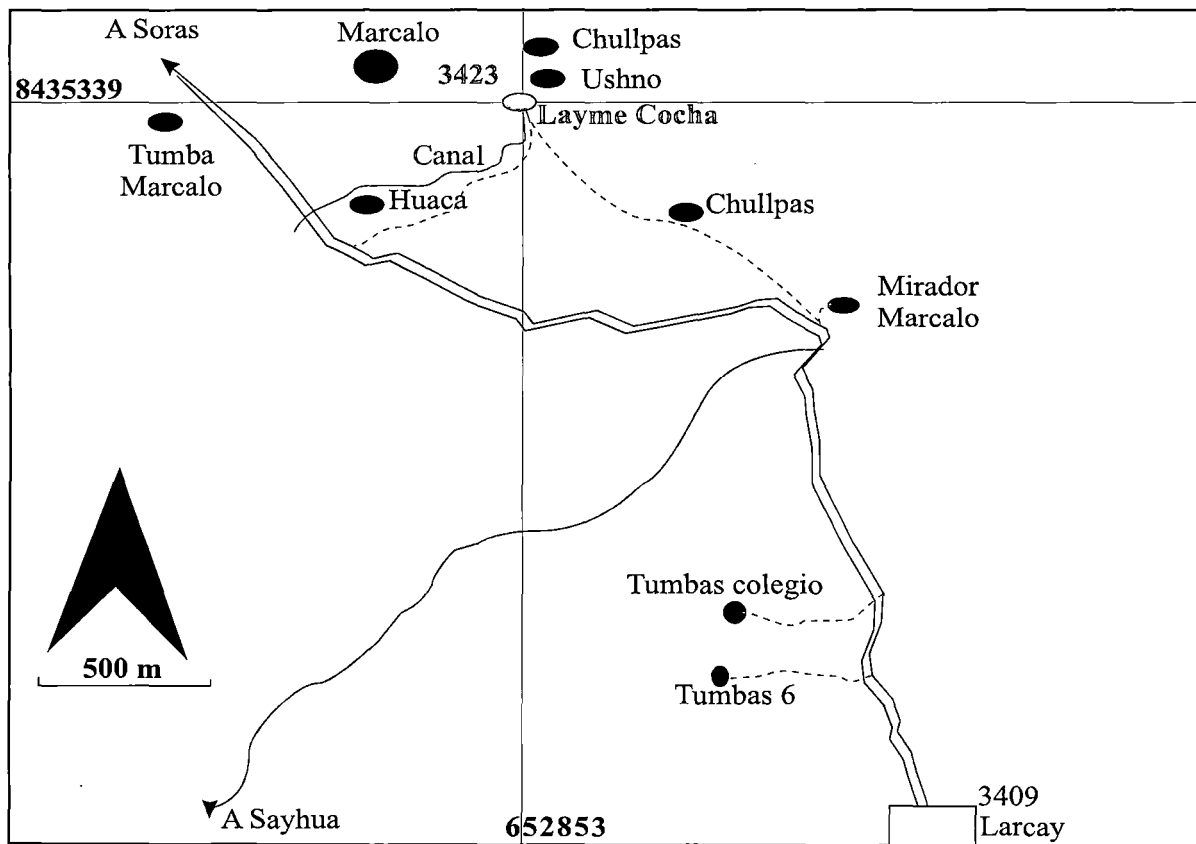 A Soras
Marcalo
Chullpas
3423
Ushno
8435339
Layme Cocha
Tumba
Marcalo
Canal
Huaca
Chullpas
Mirador
Marcalo
Tumbas colegio
500 m
Tumbas 6
A Sayhua
652853
3409
Larcay